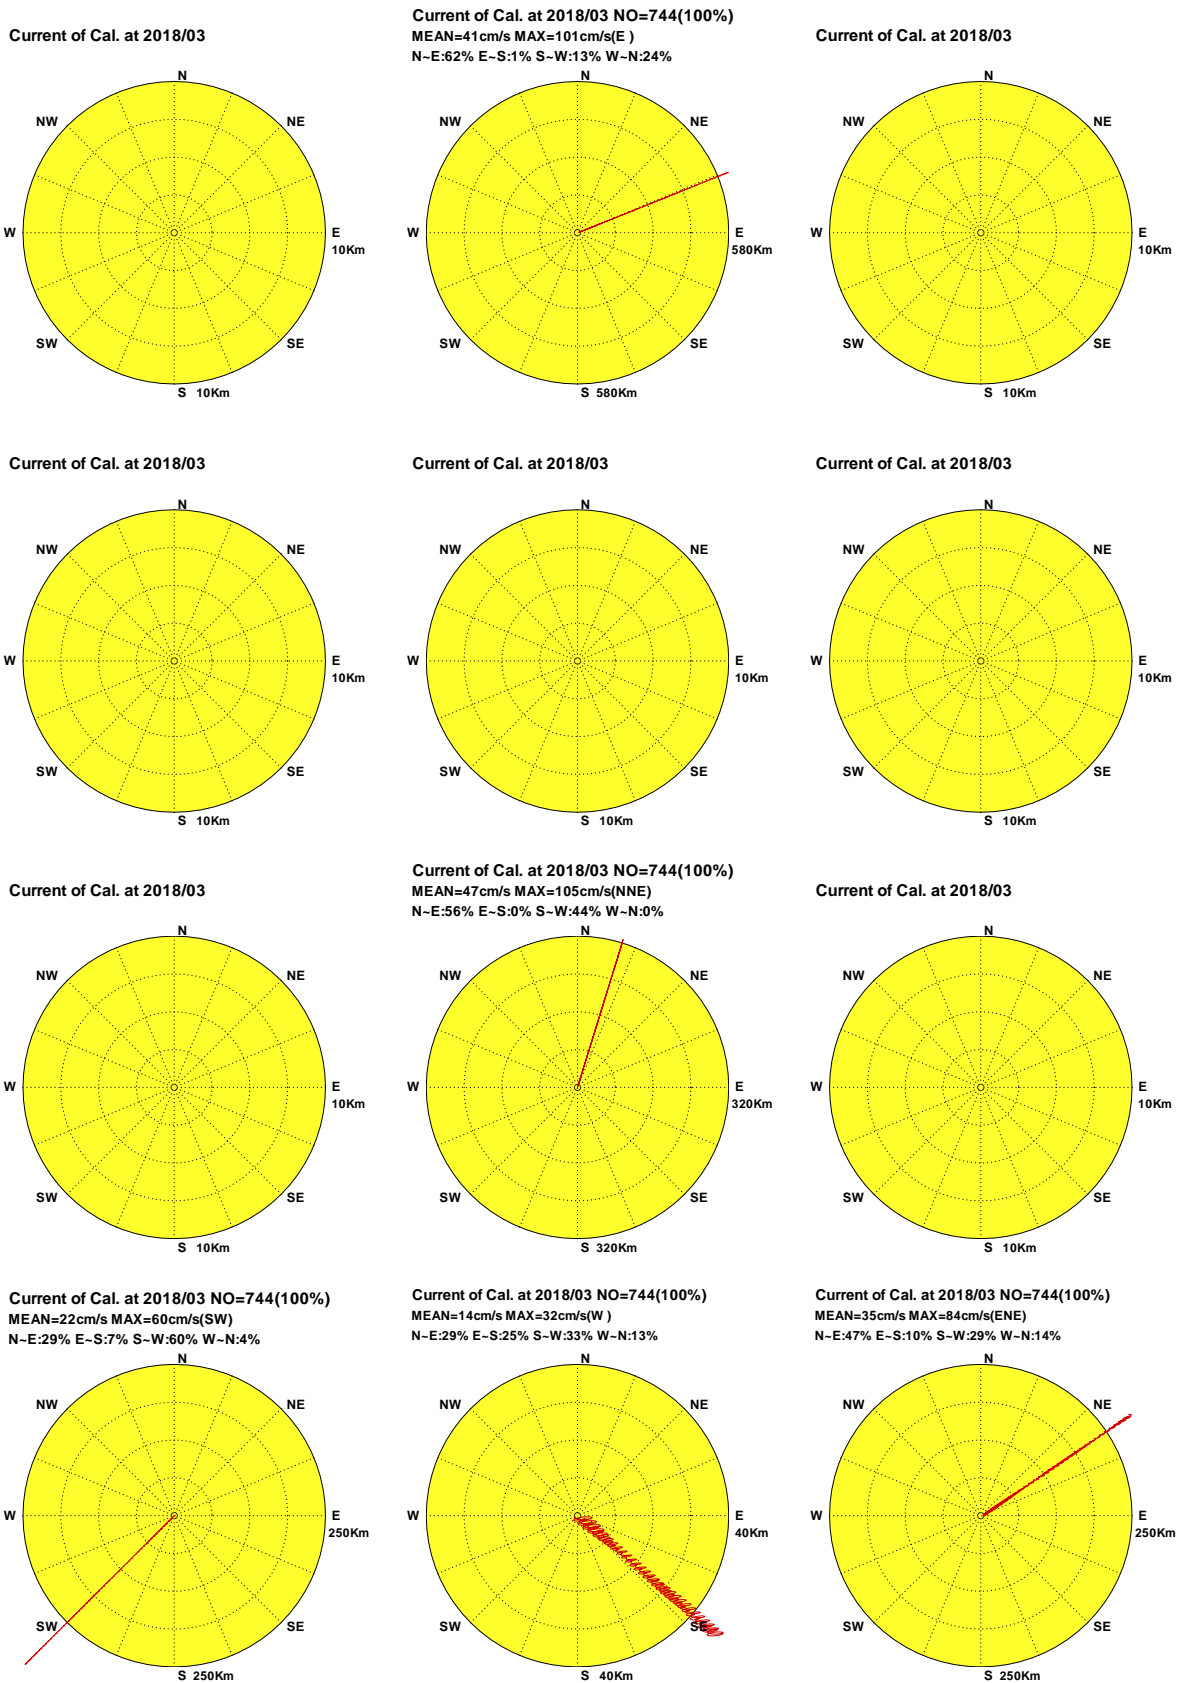 Current of Cal. at 2018/03
N
NW
NE
W
E
10Km
SW
SE
S 10Km
Current of Cal. at 2018/03 NO=744(100%)
MEAN=41cm/s MAX=101cm/s(E )
N~E:62% E~S:1% S~W:13% W~N:24%
N
NW
NE
W
E
580Km
SW
SE
S 580Km
Current of Cal. at 2018/03
N
NW
NE
W
E
10Km
SW
SE
S 10Km
Current of Cal. at 2018/03
N
NW
NE
W
E
10Km
SW
SE
S 10Km
Current of Cal. at 2018/03
N
NW
NE
W
E
10Km
SW
SE
S 10Km
Current of Cal. at 2018/03
N
NW
NE
W
E
10Km
SW
SE
S 10Km
Current of Cal. at 2018/03
N
NW
NE
W
E
10Km
SW
SE
S 10Km
Current of Cal. at 2018/03 NO=744(100%)
MEAN=47cm/s MAX=105cm/s(NNE)
N~E:56% E~S:0% S~W:44% W~N:0%
N
NW
NE
W
E
320Km
SW
SE
S 320Km
Current of Cal. at 2018/03
N
NW
NE
W
E
10Km
SW
SE
S 10Km
Current of Cal. at 2018/03 NO=744(100%)
MEAN=22cm/s MAX=60cm/s(SW)
N~E:29% E~S:7% S~W:60% W~N:4%
N
NW
NE
W
E
250Km
SW
SE
S 250Km
Current of Cal. at 2018/03 NO=744(100%)
MEAN=14cm/s MAX=32cm/s(W )
N~E:29% E~S:25% S~W:33% W~N:13%
N
NW
NE
W
E
40Km
SW
SE
S 40Km
Current of Cal. at 2018/03 NO=744(100%)
MEAN=35cm/s MAX=84cm/s(ENE)
N~E:47% E~S:10% S~W:29% W~N:14%
N
NW
NE
W
E
250Km
SW
SE
S 250Km